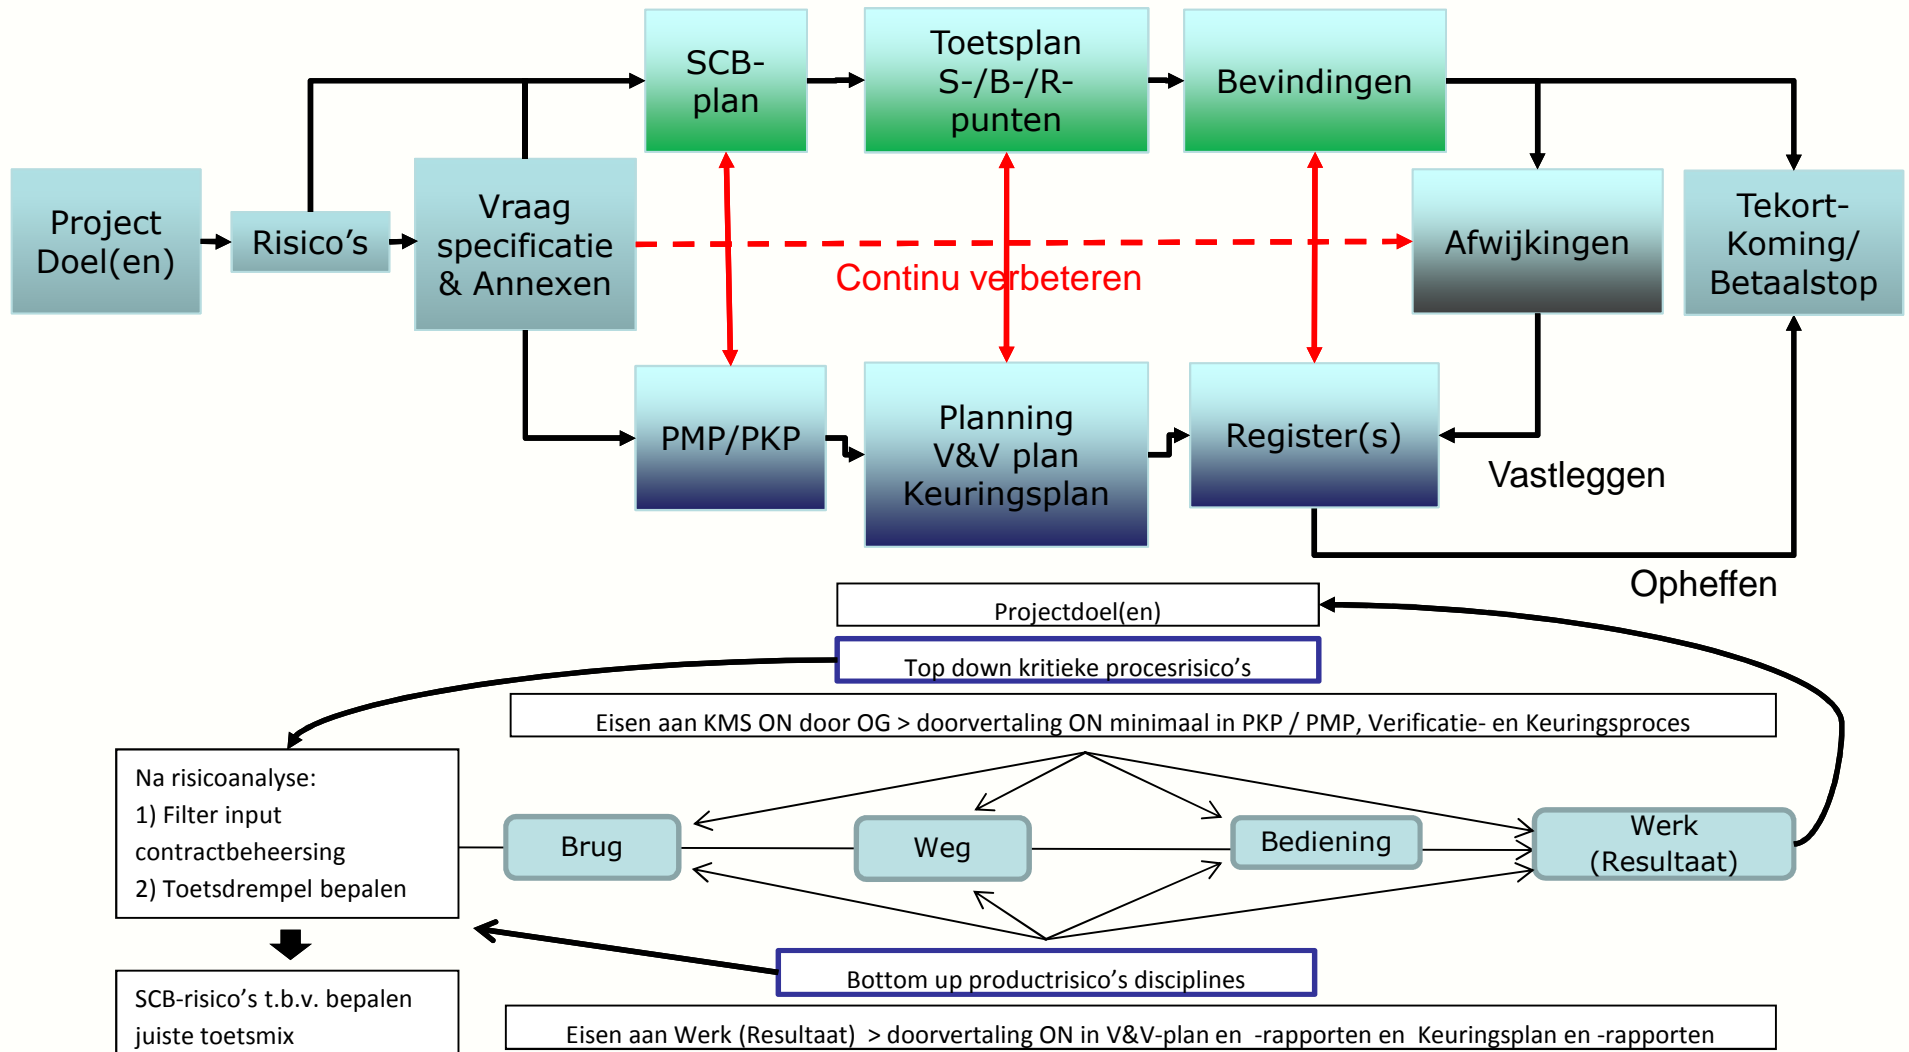 SCB-
plan
Toetsplan
S-/B-/R-
punten
Bevindingen
Project
Doel(en)
Risico’s
Vraag
specificatie
& Annexen
Continu verbeteren
Afwijkingen
Tekort-
Koming/
Betaalstop
PMP/PKP
Planning
V&V plan
Keuringsplan
Register(s)
Vastleggen
Opheffen
Projectdoel(en)
Top down kritieke procesrisico’s
Eisen aan KMS ON door OG > doorvertaling ON minimaal in PKP / PMP, Verificatie- en Keuringsproces
Na risicoanalyse:
1) Filter input
contractbeheersing
2) Toetsdrempel bepalen
Brug
Weg
Bediening
Werk
(Resultaat)
Bottom up productrisico’s disciplines
SCB-risico’s t.b.v. bepalen
juiste toetsmix
Eisen aan Werk (Resultaat)  > doorvertaling ON in V&V-plan en  -rapporten en  Keuringsplan en -rapporten